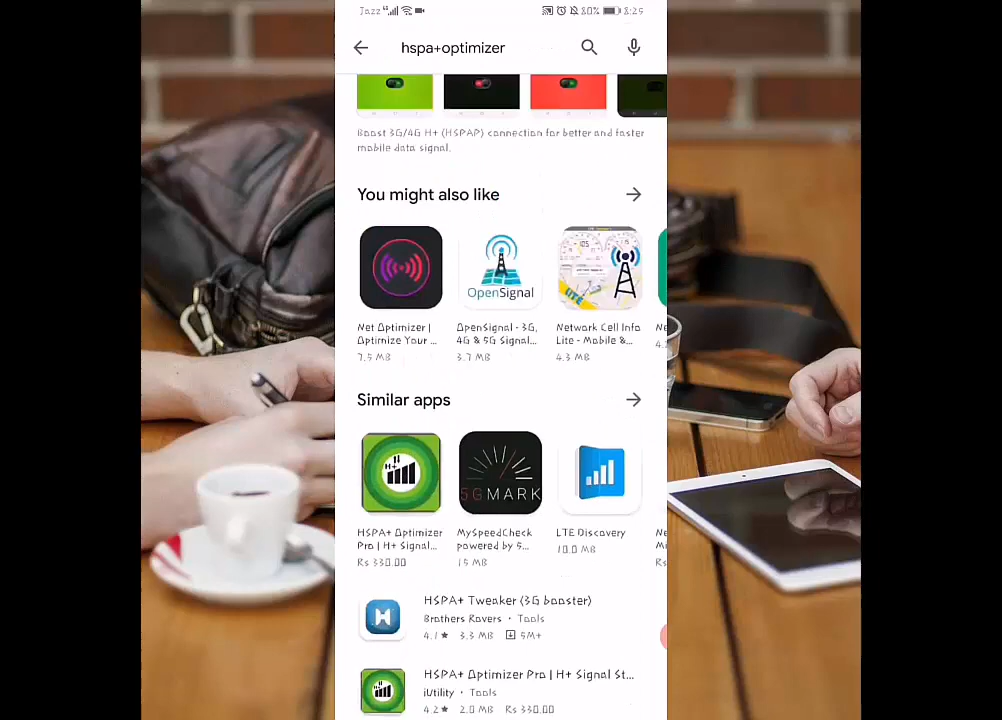 Jazz 80% 8:25
hspa+optimizer
Boost 3G/4G H+ (HSPAP) connection for better and faster
mobile data signal.
You might also like
OpenSignal
LTE
Net Optimizer | OpenSignal - 3G, Network Cell Info
Optimize Your ... 4G & 5G Signal... Lite - Mobile &...
7.5 MB 3.7 MB 4.3 MB
Similar apps
H+ 5GMARK
HSPA+ Optimizer MySpeedCheck LTE Discovery
Pro | H+ Signal... powered by 5... 10.0 MB
Rs 330.00 15 MB
HSPA+ Tweaker (3G booster)
Brothers Rovers • Tools
4.1 ★ 3.3 MB 5M+
HSPA+ Optimizer Pro | H+ Signal St...
iUtility • Tools
4.2 ★ 2.0 MB Rs 330.00